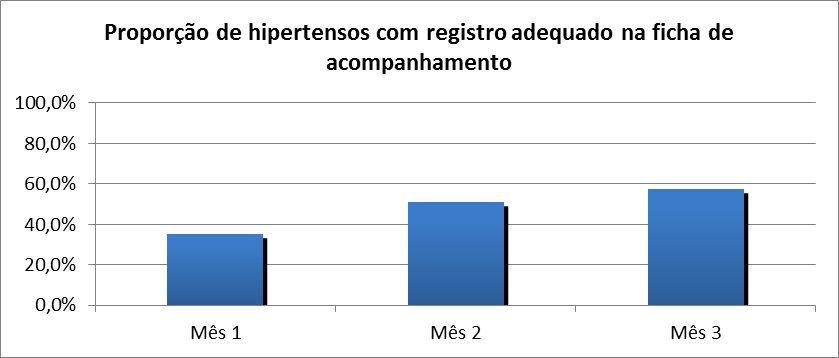 Proporção de hipertensos com registro adequado na ficha de
acompanhamento
100,0%
80,0%
60,0%
40,0%
20,0%
0,0%
Mês 1
Mês 2
Mês 3